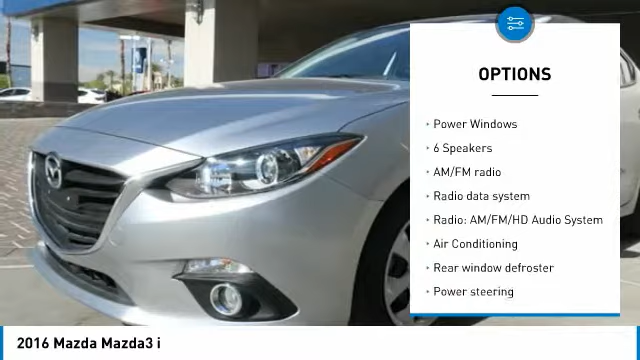 OPTIONS
• Power Windows
• 6 Speakers
• AM/FM radio
• Radio data system
• Radio: AM/FM/HD Audio System
• Air Conditioning
• Rear window defroster
• Power steering
2016 Mazda Mazda3 i